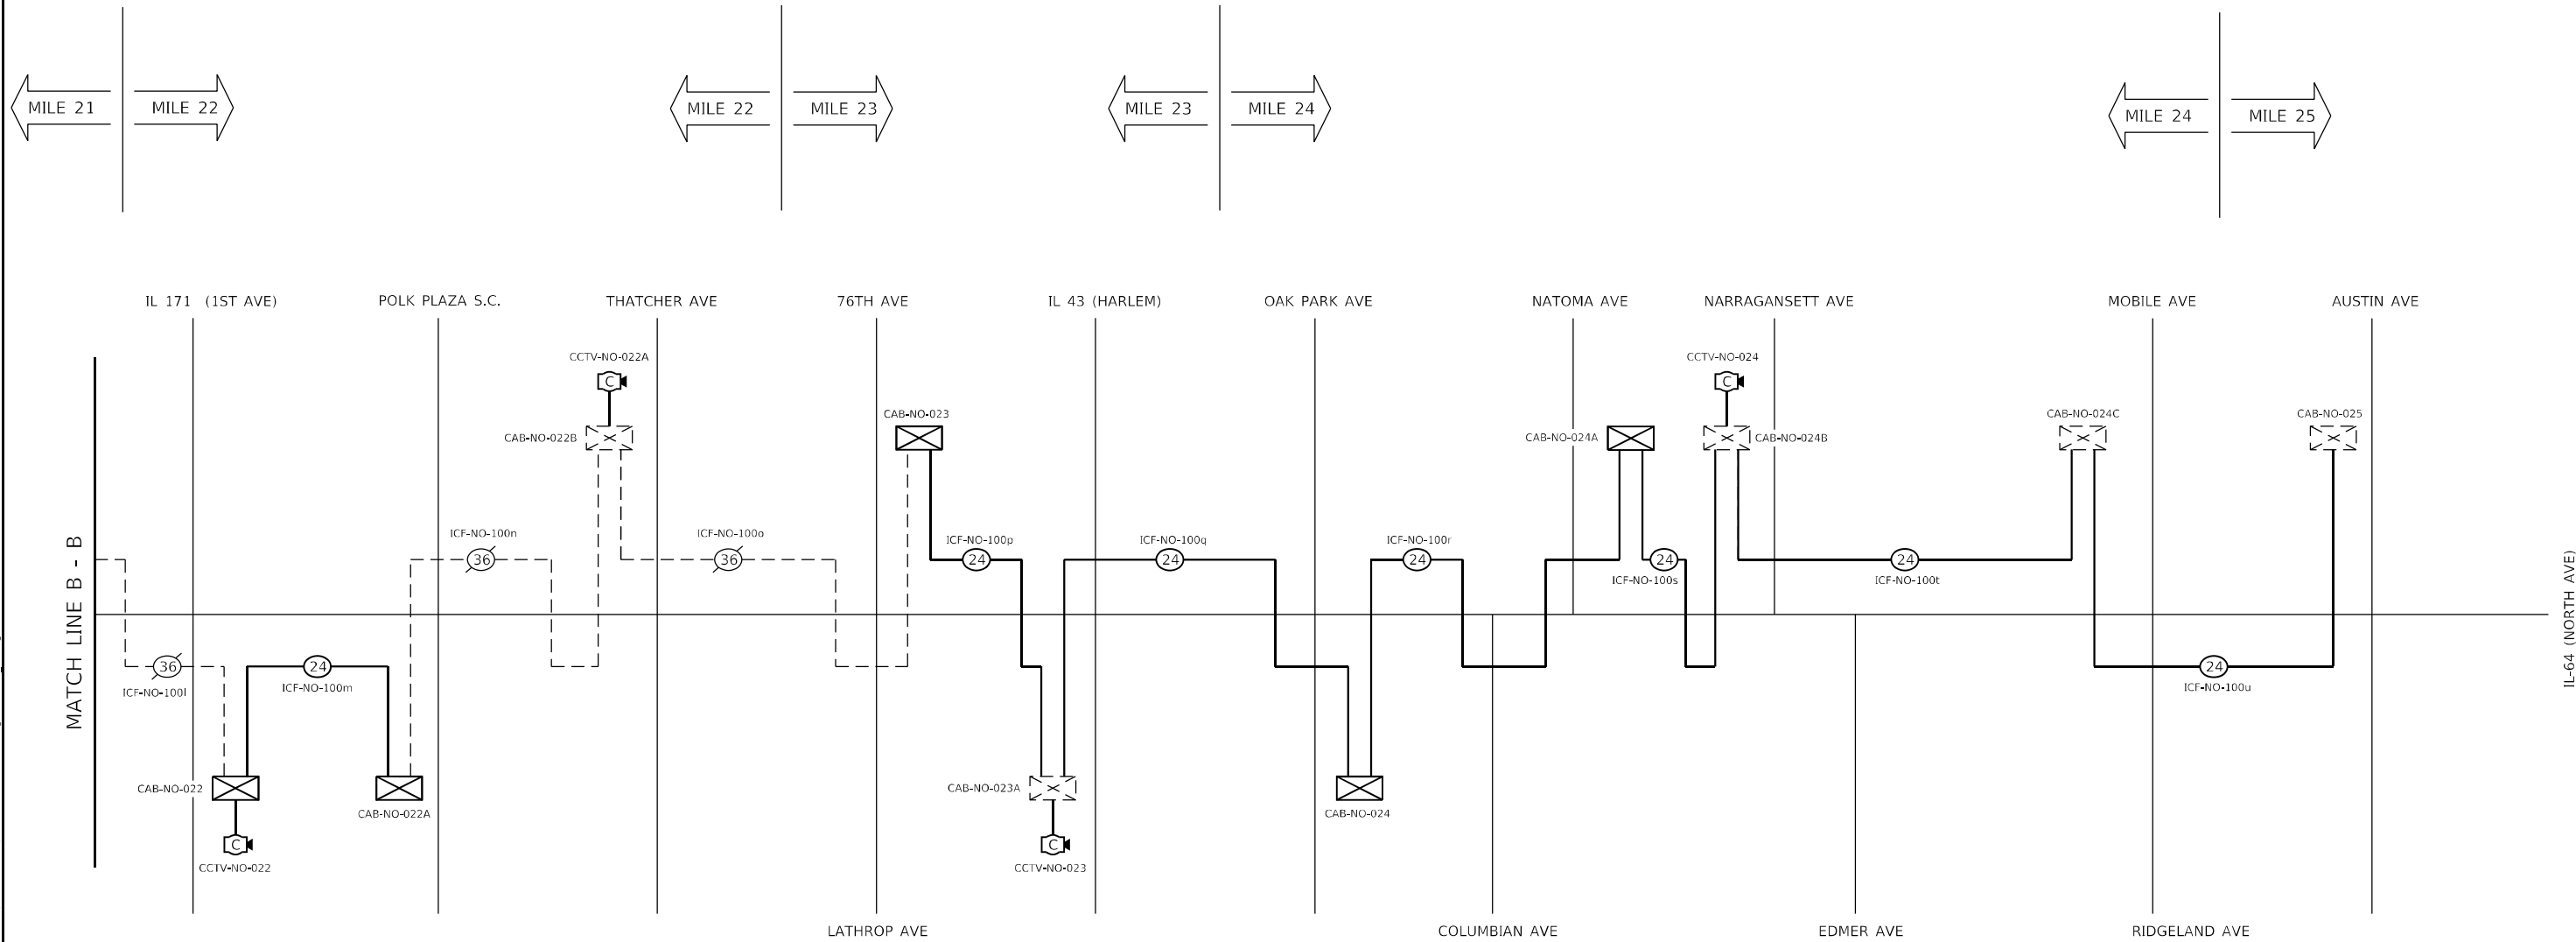 MILE 21
MILE 22
MILE 22
MILE 23
MILE 23
MILE 24
MILE 24
MILE 25
IL 171 (1ST AVE)
POLK PLAZA S.C.
THATCHER AVE
76TH AVE
IL 43 (HARLEM)
OAK PARK AVE
NATOMA AVE
NARRAGANSETT AVE
MOBILE AVE
AUSTIN AVE
CCTV-NO-022A
C
CCTV-NO-024
C
CAB-NO-022B
CAB-NO-023
CAB-NO-024A
CAB-NO-024B
CAB-NO-024C
CAB-NO-025
MATCH LINE B - B
ICF-NO-100n
36
ICF-NO-100o
36
ICF-NO-100p
24
ICF-NO-100q
24
ICF-NO-100r
24
24
ICF-NO-100s
24
ICF-NO-100t
IL-64 (NORTH AVE)
36
ICF-NO-100l
24
ICF-NO-100m
24
ICF-NO-100u
CAB-NO-022
CAB-NO-022A
CAB-NO-023A
CAB-NO-024
C
CCTV-NO-022
C
CCTV-NO-023
LATHROP AVE
COLUMBIAN AVE
EDMER AVE
RIDGELAND AVE